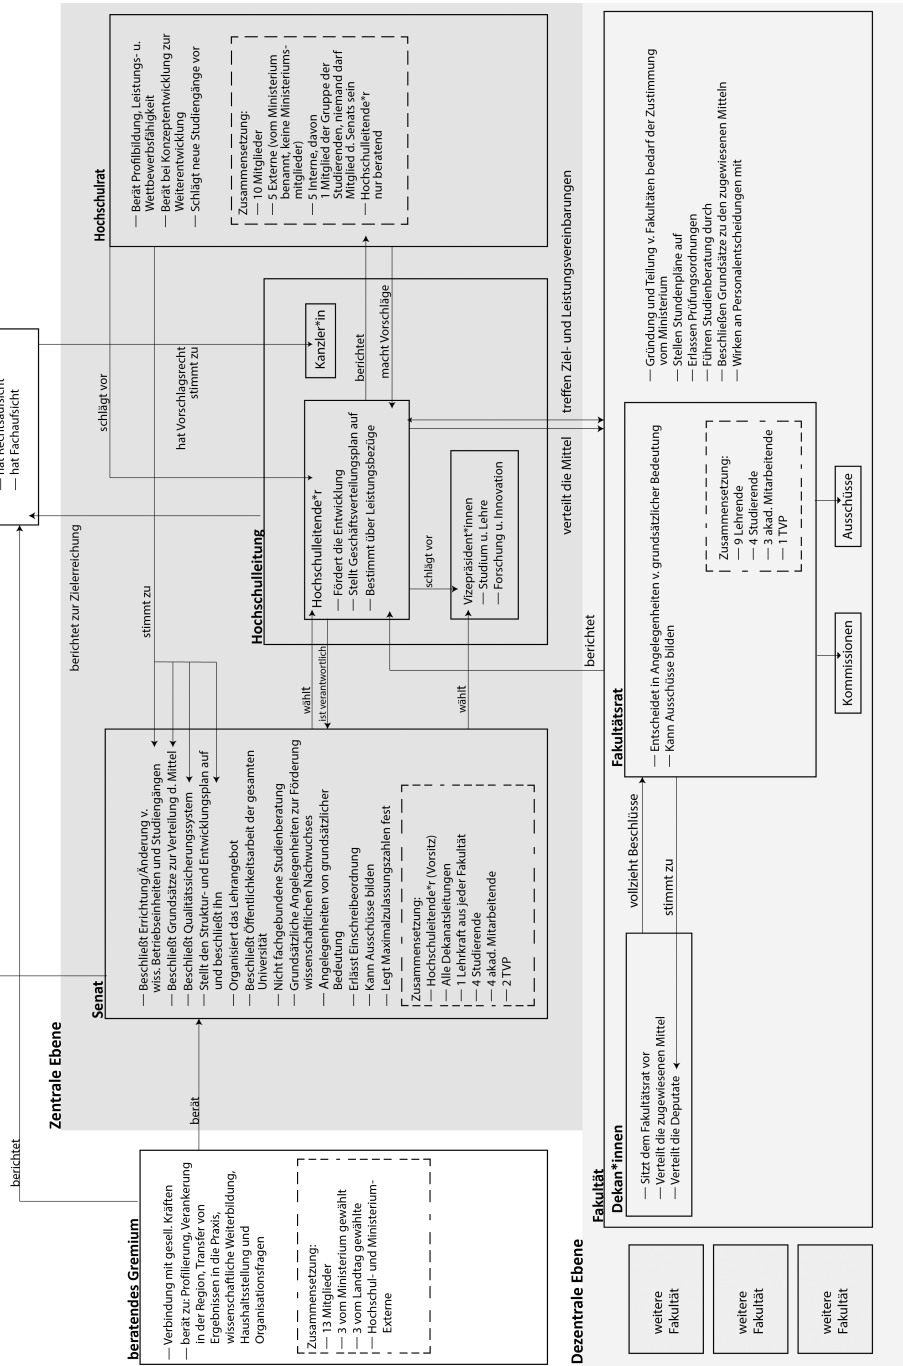 — hat Rechtsaufsicht
— hat Fachaufsicht
berichtet
berichtet zur Zielerreichung
Zentrale Ebene
Hochschulrat
— Berät Profilbildung, Leistungs- u.
Wettbewerbsfähigkeit
— Berät bei Konzeptentwicklung zur
Weiterentwicklung
— Schlägt neue Studiengänge vor
Zusammensetzung:
— 10 Mitglieder
— 5 Externe (vom Ministerium
benannt, keine Ministeriums-
mitglieder)
— 5 Interne, davon
1 Mitglied der Gruppe der
Studierenden, niemand darf
Mitglied d. Senats sein
— Hochschulleitende*r
nur beratend
schlägt vor
hat Vorschlagsrecht
stimmt zu
stimmt zu
berichtet
macht Vorschläge
Hochschulleitung
Kanzler*in
Hochschulleitende*r
— Fördert die Entwicklung
— Stellt Geschäftsverteilungsplan auf
— Bestimmt über Leistungsbezüge
schlägt vor
Vizepräsident*innen
— Studium u. Lehre
— Forschung u. Innovation
wählt
ist verantwortlich
wählt
Senat
— Beschließt Errichtung/Änderung v.
wiss. Betriebseinheiten und Studiengängen
— Beschließt Grundsätze zur Verteilung d. Mittel
— Beschließt Qualitätssicherungssystem
— Stellt den Struktur- und Entwicklungsplan auf
und beschließt ihn
— Organisiert das Lehrangebot
— Beschließt Öffentlichkeitsarbeit der gesamten
Universität
— Nicht fachgebundene Studienberatung
— Grundsätzliche Angelegenheiten zur Förderung
wissenschaftlichen Nachwuchses
— Angelegenheiten von grundsätzlicher
Bedeutung
— Erlässt Einschreibeordnung
— Kann Ausschüsse bilden
— Legt Maximalzulassungszahlen fest
Zusammensetzung:
— Hochschuleitende*r (Vorsitz)
— Alle Dekanatsleitungen
— 1 Lehrkraft aus jeder Fakultät
— 4 Studierende
— 4 akad. Mitarbeitende
— 2 TVP
berät
beratendes Gremium
— Verbindung mit gesell. Kräften
— berät zu: Profilierung, Verankerung
in der Region, Transfer von
Ergebnissen in die Praxis,
wissenschaftliche Weiterbildung,
Haushaltsstellung und
Organisationsfragen
Zusammensetzung:
— 13 Mitglieder
— 3 vom Ministerium gewählt
— 3 vom Landtag gewählte
— Hochschul- und Ministerium-
Externe
verteilt die Mittel
treffen Ziel- und Leistungsvereinbarungen
berichtet
Dezentrale Ebene
Fakultät
— Gründung und Teilung v. Fakultäten bedarf der Zustimmung
vom Ministerium
— Stellen Stundenpläne auf
— Erlassen Prüfungsordnungen
— Führen Studienberatung durch
— Beschließen Grundsätze zu den zugewiesenen Mitteln
— Wirken an Personalentscheidungen mit
Fakultätsrat
— Entscheidet in Angelegenheiten v. grundsätzlicher Bedeutung
— Kann Ausschüsse bilden
Zusammensetzung:
— 9 Lehrende
— 4 Studierende
— 3 akad. Mitarbeitende
— 1 TVP
Kommissionen
Ausschüsse
vollzieht Beschlüsse
stimmt zu
Dekan*innen
— Sitzt dem Fakultätsrat vor
— Verteilt die zugewiesenen Mittel
— Verteilt die Deputate
weitere
Fakultät
weitere
Fakultät
weitere
Fakultät